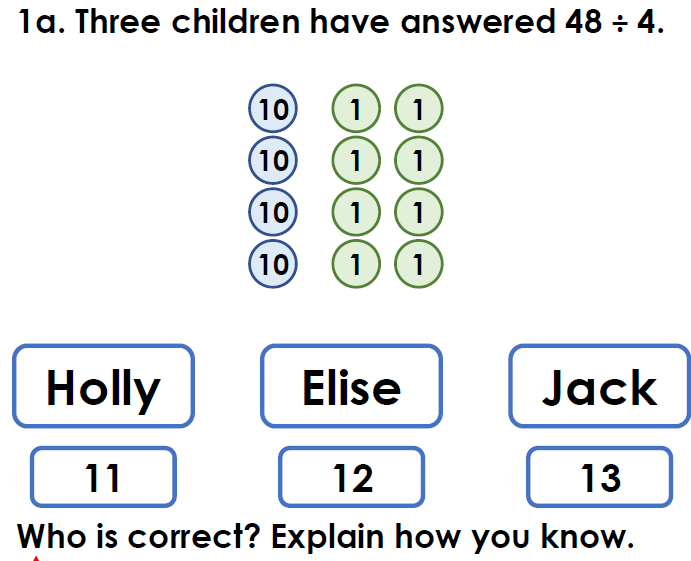 1a. Three children have answered 48 ÷ 4.
10 1 1
10 1 1
10 1 1
10 1 1
Holly Elise Jack
11 12 13
Who is correct? Explain how you know.